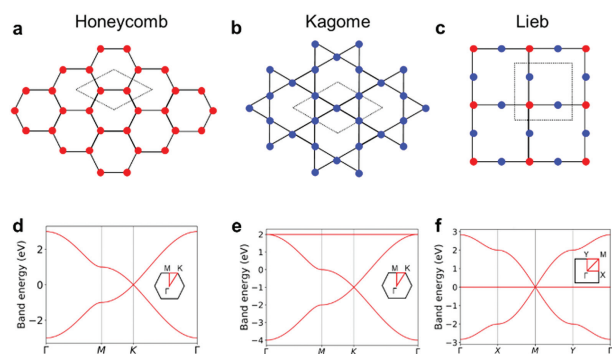 Honeycomb
Kagome
Lieb
a
b
c
d
e
f
Band energy (eV)
2
0
−2
Γ
M
K
Γ
M
K
Γ
Band energy (eV)
2
1
0
−1
−2
−3
−4
Γ
M
K
Γ
M
K
Γ
Band energy (eV)
3
2
1
0
−1
−2
−3
Γ
X
M
Y
Γ
Y
M
Γ
X